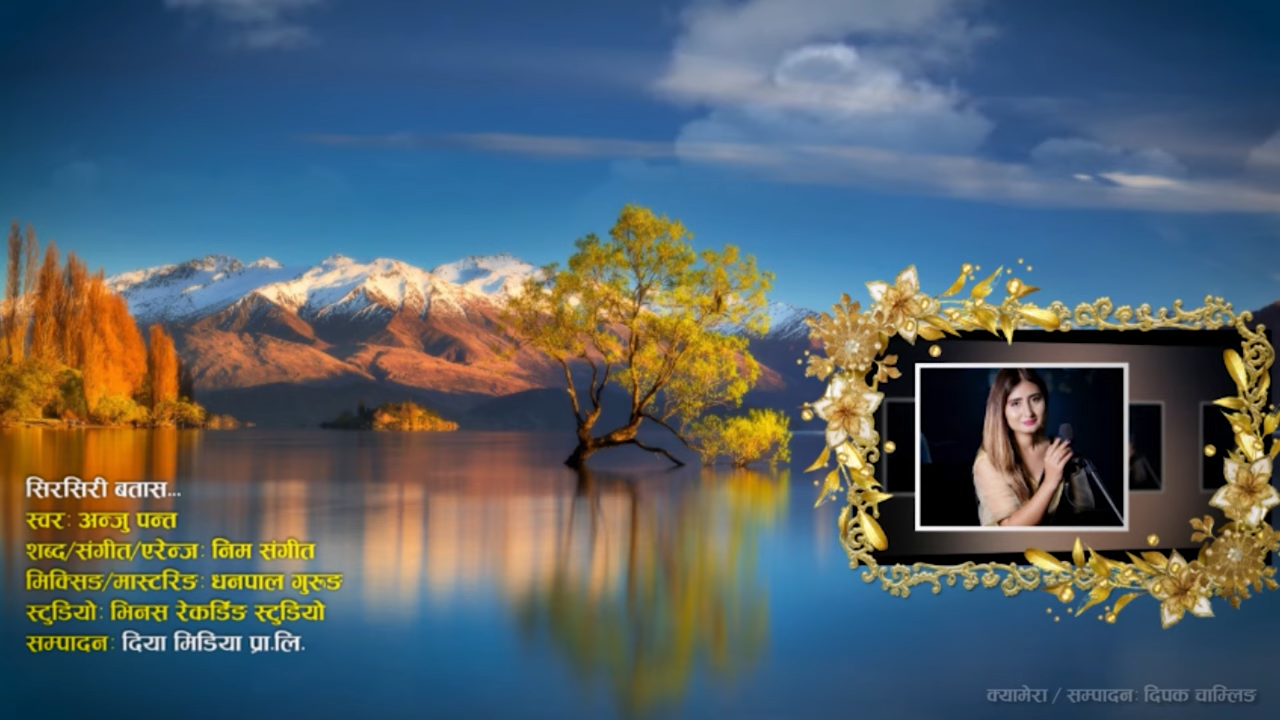 सिरसिरी बतास...
स्वर: अन्जु पन्त
शब्द/संगीत/एरेन्ज: निम संगीत
मिक्सिङ/मास्टरिङ: धनपाल गुरूङ
स्टुडियो: मिनस रेकर्डिङ स्टुडियो
सम्पादन: दिया मिडिया प्रा.लि.
क्यामेरा / सम्पादन: दिपक चाम्लिङ